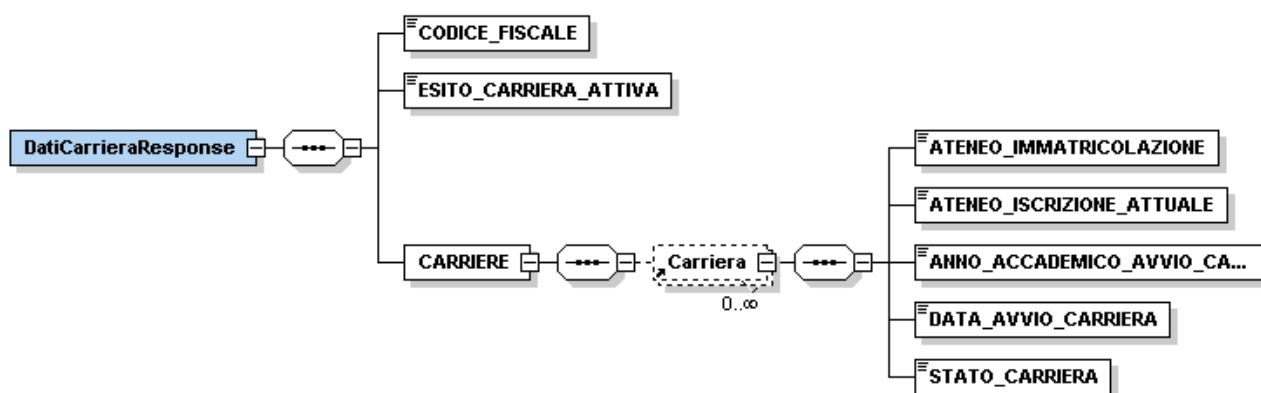 CODICE_FISCALE
ESITO_CARRIERA_ATTIVA
DatiCarrieraResponse
CARRIERE
Carriera
0..∞
ATENEO_IMMATRICOLAZIONE
ATENEO_ISCRIZIONE_ATTUALE
ANNO_ACCADEMICO_AVVIO_CA...
DATA_AVVIO_CARRIERA
STATO_CARRIERA